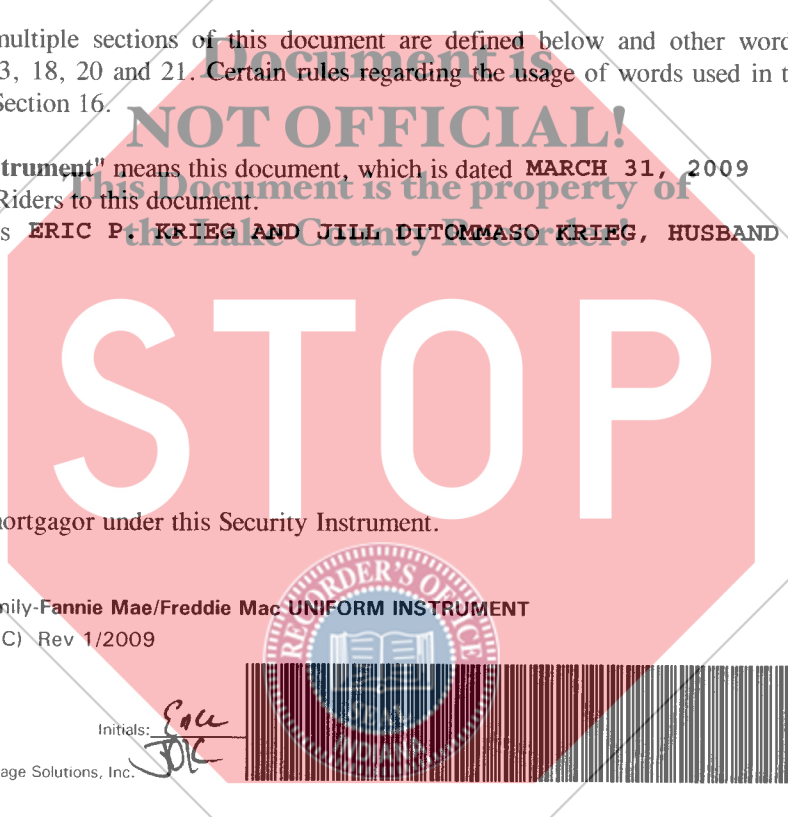 multiple sections of this document are defined below and other word
3, 18, 20 and 21. Certain rules regarding the usage of words used in t
Section 16.
Document is
NOT OFFICIAL!
This Document is the property of
the Lake County Recorder!
trument" means this document, which is dated MARCH 31, 2009
Riders to this document.
s ERIC P. KRIEG AND JILL DITOMMASO KRIEG, HUSBAND
STOP
ortgagor under this Security Instrument.
mily-Fannie Mae/Freddie Mac UNIFORM INSTRUMENT
C) Rev 1/2009
RECORDER'S OFFICE
SEAL
INDIANA
Initials:
JDK
age Solutions, Inc.